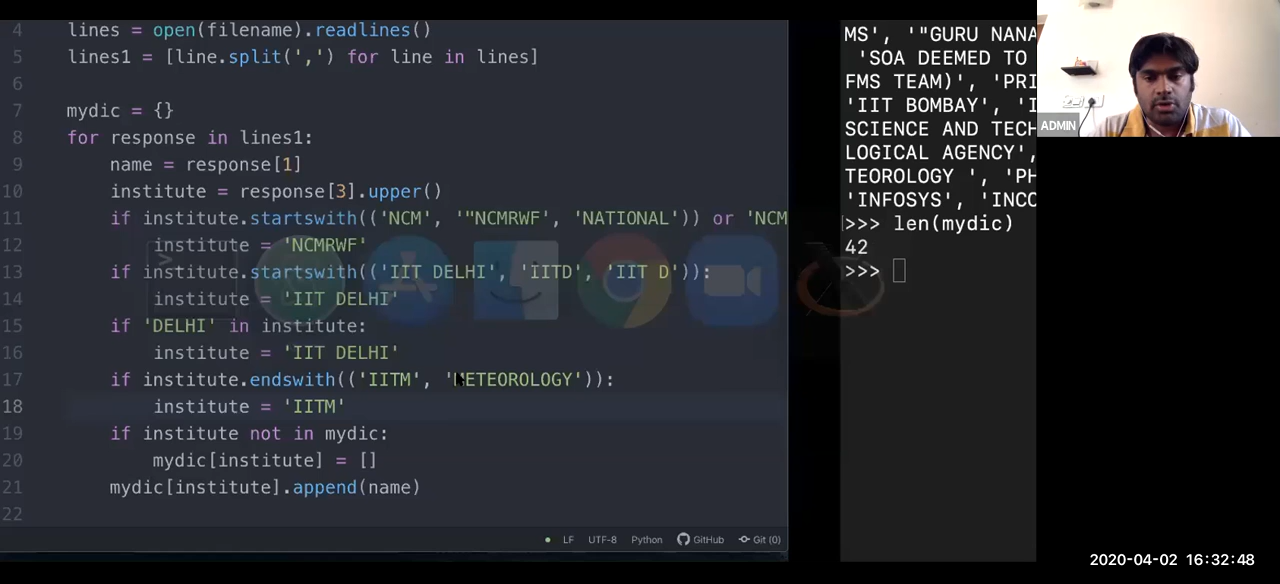 4 lines = open(filename).readlines()
5 lines1 = [line.split(',') for line in lines]
6
7 mydic = {}
8 for response in lines1:
9 name = response[1]
10 institute = response[3].upper()
11 if institute.startswith(('NCM', '"NCMRWF', 'NATIONAL')) or 'NCM
12 institute = 'NCMRWF'
13 if institute.startswith(('IIT DELHI', 'IITD', 'IIT D')):
14 institute = 'IIT DELHI'
15 if 'DELHI' in institute:
16 institute = 'IIT DELHI'
17 if institute.endswith(('IITM', 'METEOROLOGY')):
18 institute = 'IITM'
19 if institute not in mydic:
20 mydic[institute] = []
21 mydic[institute].append(name)
22
LF UTF-8 Python GitHub Git (0)
MS', '"GURU NANA
'SOA DEEMED TO
FMS TEAM)', 'PRI
'IIT BOMBAY', 'I
SCIENCE AND TECH
LOGICAL AGENCY',
TEOROLOGY ', 'PH
'INFOSYS', 'INCO
>>> len(mydic)
42
>>>
ADMIN
2020-04-02 16:32:48